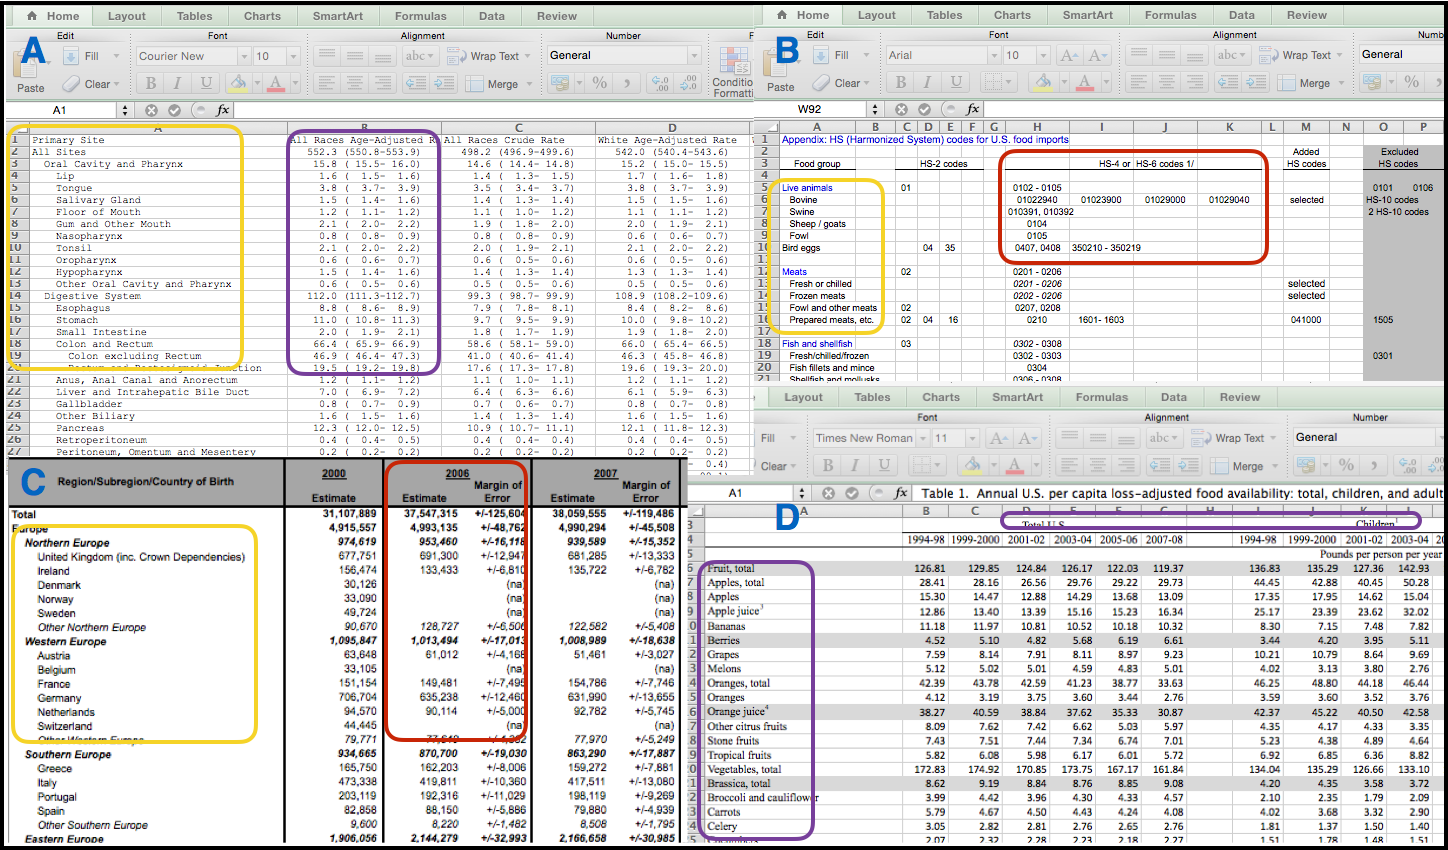 Home Layout Tables Charts SmartArt Formulas Data Review
Edit Font Alignment Number
A
Fill Courier New 10 abc Wrap Text General
Paste Clear B I U A Merge % Conditio
Formatti
A1 fx
A B C D
1 Primary Site All Races Age-Adjusted R All Races Crude Rate White Age-Adjusted Rate
2 All Sites 552.3 (550.8-553.9) 498.2 (496.9-499.6) 542.0 (540.4-543.6)
3 Oral Cavity and Pharynx 15.8 ( 15.5- 16.0) 14.6 ( 14.4- 14.8) 15.2 ( 15.0- 15.5)
4 Lip 1.6 ( 1.5- 1.6) 1.4 ( 1.3- 1.5) 1.7 ( 1.6- 1.8)
5 Tongue 3.8 ( 3.7- 3.9) 3.5 ( 3.4- 3.5) 3.8 ( 3.7- 3.9)
6 Salivary Gland 1.5 ( 1.4- 1.6) 1.4 ( 1.3- 1.4) 1.5 ( 1.5- 1.6)
7 Floor of Mouth 1.2 ( 1.1- 1.2) 1.1 ( 1.0- 1.1) 1.2 ( 1.1- 1.2)
8 Gum and Other Mouth 2.1 ( 2.0- 2.2) 1.9 ( 1.8- 2.0) 2.0 ( 1.9- 2.1)
9 Nasopharynx 0.8 ( 0.8- 0.9) 0.8 ( 0.8- 0.9) 0.6 ( 0.6- 0.7)
10 Tonsil 2.1 ( 2.0- 2.2) 2.0 ( 1.9- 2.1) 2.2 ( 2.1- 2.3)
11 Oropharynx 0.6 ( 0.6- 0.7) 0.6 ( 0.5- 0.6) 0.6 ( 0.5- 0.6)
12 Hypopharynx 1.5 ( 1.4- 1.6) 1.4 ( 1.3- 1.4) 1.3 ( 1.3- 1.4)
13 Other Oral Cavity and Pharynx 0.6 ( 0.5- 0.6) 0.5 ( 0.5- 0.5) 0.5 ( 0.5- 0.6)
14 Digestive System 112.0 (111.3-112.7) 99.3 ( 98.7- 99.9) 108.9 (108.2-109.6)
15 Esophagus 8.8 ( 8.6- 8.9) 7.9 ( 7.8- 8.1) 8.4 ( 8.2- 8.6)
16 Stomach 11.0 ( 10.8- 11.3) 9.7 ( 9.5- 9.9) 10.0 ( 9.8- 10.2)
17 Small Intestine 2.0 ( 1.9- 2.1) 1.8 ( 1.7- 1.9) 2.0 ( 1.9- 2.1)
18 Colon and Rectum 66.4 ( 65.9- 66.9) 58.6 ( 58.1- 59.0) 66.0 ( 65.4- 66.5)
19 Colon excluding Rectum 46.9 ( 46.4- 47.3) 41.0 ( 40.6- 41.4) 46.3 ( 45.8- 46.8)
19.5 ( 19.2- 19.8) 17.6 ( 17.3- 17.8) 19.6 ( 19.3- 20.0)
21 Anus, Anal Canal and Anorectum 1.2 ( 1.1- 1.2) 1.1 ( 1.0- 1.1) 1.2 ( 1.1- 1.2)
22 Liver and Intrahepatic Bile Duct 7.0 ( 6.9- 7.2) 6.4 ( 6.3- 6.6) 6.1 ( 5.9- 6.3)
23 Gallbladder 0.8 ( 0.7- 0.9) 0.7 ( 0.6- 0.7) 0.8 ( 0.7- 0.8)
24 Other Biliary 1.6 ( 1.5- 1.6) 1.4 ( 1.3- 1.4) 1.6 ( 1.5- 1.6)
25 Pancreas 12.3 ( 12.0- 12.5) 10.9 ( 10.7- 11.1) 12.1 ( 11.8- 12.3)
26 Retroperitoneum 0.4 ( 0.4- 0.5) 0.4 ( 0.4- 0.4) 0.4 ( 0.4- 0.5)
27 Peritoneum, Omentum and Mesentery 0.2 ( 0.2- 0.2) 0.2 ( 0.2- 0.2) 0.2 ( 0.2- 0.2)
0.4)
Home Layout Tables Charts SmartArt Formulas Data Review
Edit Font Alignment Numb
B
Fill Arial 10 A A abc Wrap Text General
Paste Clear B I U A Merge %
W92 fx
A B C D E F G H I J K L M N O P
1 Appendix: HS (Harmonized System) codes for U.S. food imports
2 Added Excluded
3 Food group HS-2 codes HS-4 or HS-6 codes 1/ HS codes HS codes
4
5 Live animals 01 0102 - 0105 0101 0106
6 Bovine 01022940 01023900 01029000 01029040 selected HS-10 codes
7 Swine 010391, 010392 2 HS-10 codes
8 Sheep / goats 0104
9 Fowl 0105
10 Bird eggs 04 35 0407, 0408 350210 - 350219
11
12 Meats 02 0201 - 0206
13 Fresh or chilled 0201 - 0206 selected
14 Frozen meats 0202 - 0206 selected
15 Fowl and other meats 02 0207, 0208
16 Prepared meats, etc. 02 04 16 0210 1601- 1603 041000 1505
17
18 Fish and shellfish 03 0302 - 0308
19 Fresh/chilled/frozen 0302 - 0303 0301
20 Fish fillets and mince 0304
21 Shellfish and mollusks 0306 - 0308
C
Region/Subregion/Country of Birth 2000 2006 2007
Estimate Estimate Margin of Error Estimate Margin of Error
Total 31,107,889 37,547,315 +/-125,604 38,059,555 +/-119,486
Europe 4,915,557 4,993,135 +/-48,762 4,990,294 +/-45,508
Northern Europe 974,619 953,460 +/-16,118 939,589 +/-15,352
United Kingdom (inc. Crown Dependencies) 677,751 691,300 +/-12,947 681,285 +/-13,333
Ireland 156,474 133,433 +/-6,810 135,722 +/-6,782
Denmark 30,126 (na) (na)
Norway 33,090 (na) (na)
Sweden 49,724 (na) (na)
Other Northern Europe 90,670 128,727 +/-6,506 122,582 +/-5,408
Western Europe 1,095,847 1,013,494 +/-17,013 1,008,989 +/-18,638
Austria 63,648 61,012 +/-4,168 51,461 +/-3,027
Belgium 33,105 (na) (na)
France 151,154 149,481 +/-7,495 154,786 +/-7,746
Germany 706,704 635,238 +/-12,460 631,990 +/-13,655
Netherlands 94,570 90,114 +/-5,000 92,782 +/-5,745
Switzerland 44,445 (na) (na)
Other Western Europe 79,771 77,970 +/-5,249
Southern Europe 934,665 870,700 +/-19,030 863,290 +/-17,887
Greece 165,750 162,203 +/-8,006 159,272 +/-7,881
Italy 473,338 419,811 +/-10,360 417,511 +/-13,080
Portugal 203,119 192,316 +/-11,029 198,119 +/-9,269
Spain 82,858 88,150 +/-5,886 79,880 +/-4,939
Other Southern Europe 9,600 8,220 +/-1,482 8,508 +/-1,795
Eastern Europe 1,906,056 2,144,279 +/-32,993 2,166,658 +/-30,985
Layout Tables Charts SmartArt Formulas Data Review
Font Alignment Number
Fill Times New Roman 11 A A abc Wrap Text General
Clear B I U A Merge %
A1 fx Table 1. Annual U.S. per capita loss-adjusted food availability: total, children, and adult
D
A B C
3 Total U.S. Children1
4 1994-98 1999-2000 2001-02 2003-04 2005-06 2007-08 1994-98 1999-2000 2001-02 2003-04
5 Pounds per person per year
6 Fruit, total 126.81 129.85 124.84 126.17 122.03 119.37 136.83 135.29 127.36 142.93
7 Apples, total 28.41 28.16 26.56 29.76 29.22 29.73 44.45 42.88 40.45 50.28
8 Apples 15.30 14.47 12.88 14.29 13.68 13.09 17.35 17.95 14.62 15.04
9 Apple juice3 12.86 13.40 13.39 15.16 15.23 16.34 25.17 23.39 23.62 32.02
0 Bananas 11.18 11.97 10.81 10.52 10.18 10.32 8.30 7.15 7.48 7.82
1 Berries 4.52 5.10 4.82 5.68 6.19 6.61 3.44 4.20 3.95 5.11
2 Grapes 7.59 8.14 7.91 8.11 8.97 9.23 10.21 10.79 8.64 9.69
3 Melons 5.12 5.02 5.01 4.59 4.83 5.01 4.02 3.13 3.80 2.76
4 Oranges, total 42.39 43.78 42.59 41.23 38.77 33.63 46.25 48.80 44.18 46.44
5 Oranges 4.12 3.19 3.75 3.60 3.44 2.76 3.59 3.60 3.52 3.76
6 Orange juice4 38.27 40.59 38.84 37.62 35.33 30.87 42.37 45.22 40.50 42.58
7 Other citrus fruits 8.09 7.62 7.42 6.62 5.03 5.97 4.35 4.17 4.33 3.35
8 Stone fruits 7.43 7.51 7.44 7.34 6.74 7.01 5.23 4.38 4.89 4.64
9 Tropical fruits 5.82 6.08 5.98 6.17 6.01 5.72 6.92 6.85 6.36 8.82
0 Vegetables, total 172.83 174.92 170.85 173.75 167.17 161.84 134.04 135.29 126.66 133.10
1 Brassica, total 8.62 9.19 8.84 8.76 8.85 9.08 4.20 4.35 3.58 3.72
2 Broccoli and cauliflower 3.99 4.42 3.96 4.30 4.33 4.57 2.10 2.35 1.79 2.09
3 Carrots 5.79 4.67 4.50 4.43 4.24 4.08 4.02 3.68 3.32 2.90
4 Celery 3.05 2.82 2.81 2.76 2.65 2.76 1.81 1.37 1.50 1.40
2.07 2.32 2.28 2.23 2.18 2.27 1.51 1.78 1.48 1.51